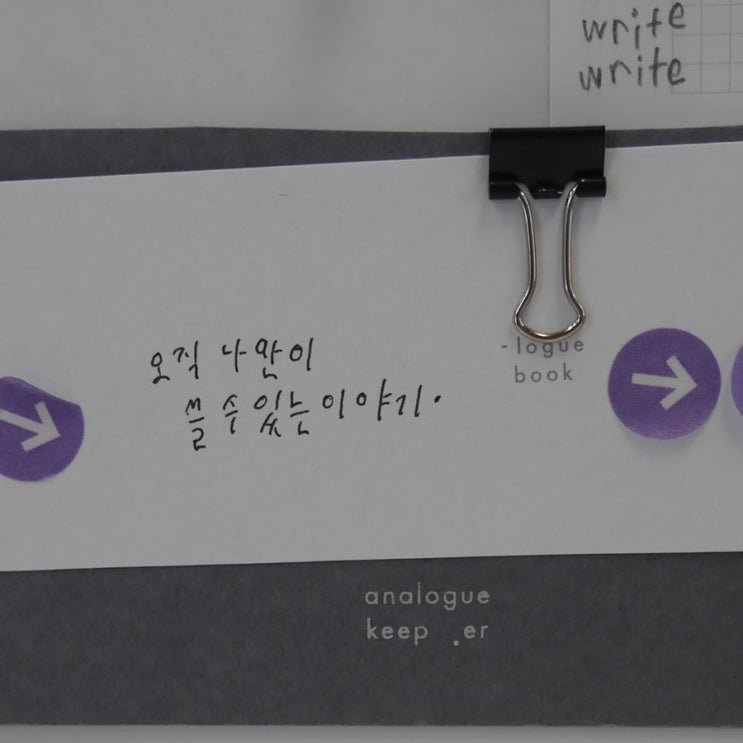 write
write
오직 나만이
쓸 수 있는 이야기.
-logue
book
analogue
keep .er